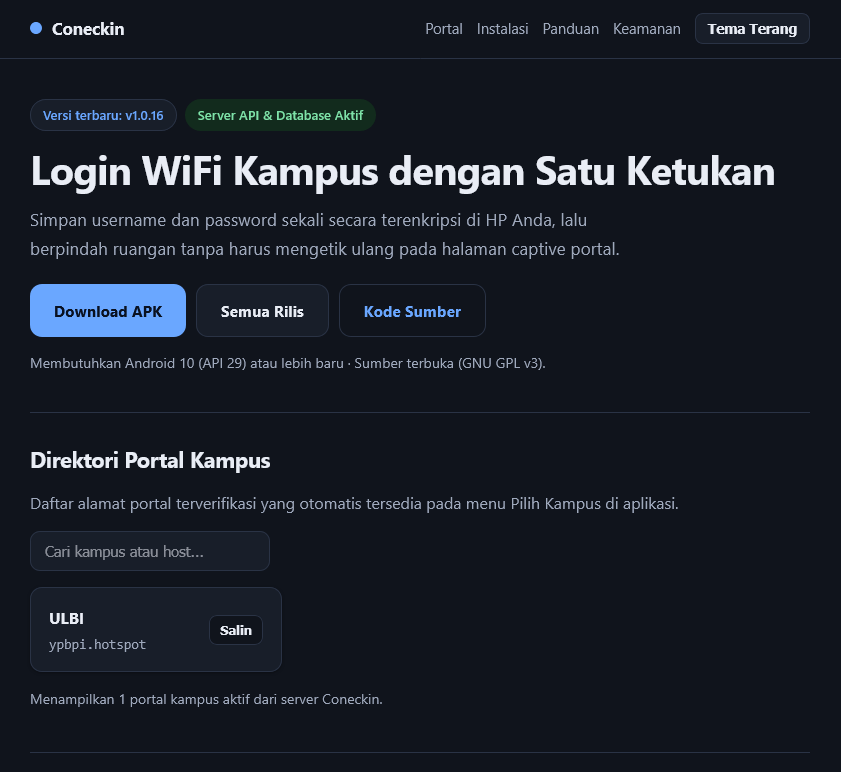 Coneckin
Portal Instalasi Panduan Keamanan Tema Terang
Versi terbaru: v1.0.16 Server API & Database Aktif
Login WiFi Kampus dengan Satu Ketukan
Simpan username dan password sekali secara terenkripsi di HP Anda, lalu
berpindah ruangan tanpa harus mengetik ulang pada halaman captive portal.
Download APK Semua Rilis Kode Sumber
Membutuhkan Android 10 (API 29) atau lebih baru · Sumber terbuka (GNU GPL v3).
Direktori Portal Kampus
Daftar alamat portal terverifikasi yang otomatis tersedia pada menu Pilih Kampus di aplikasi.
Cari kampus atau host...
ULBI
ypbpi.hotspot
Salin
Menampilkan 1 portal kampus aktif dari server Coneckin.